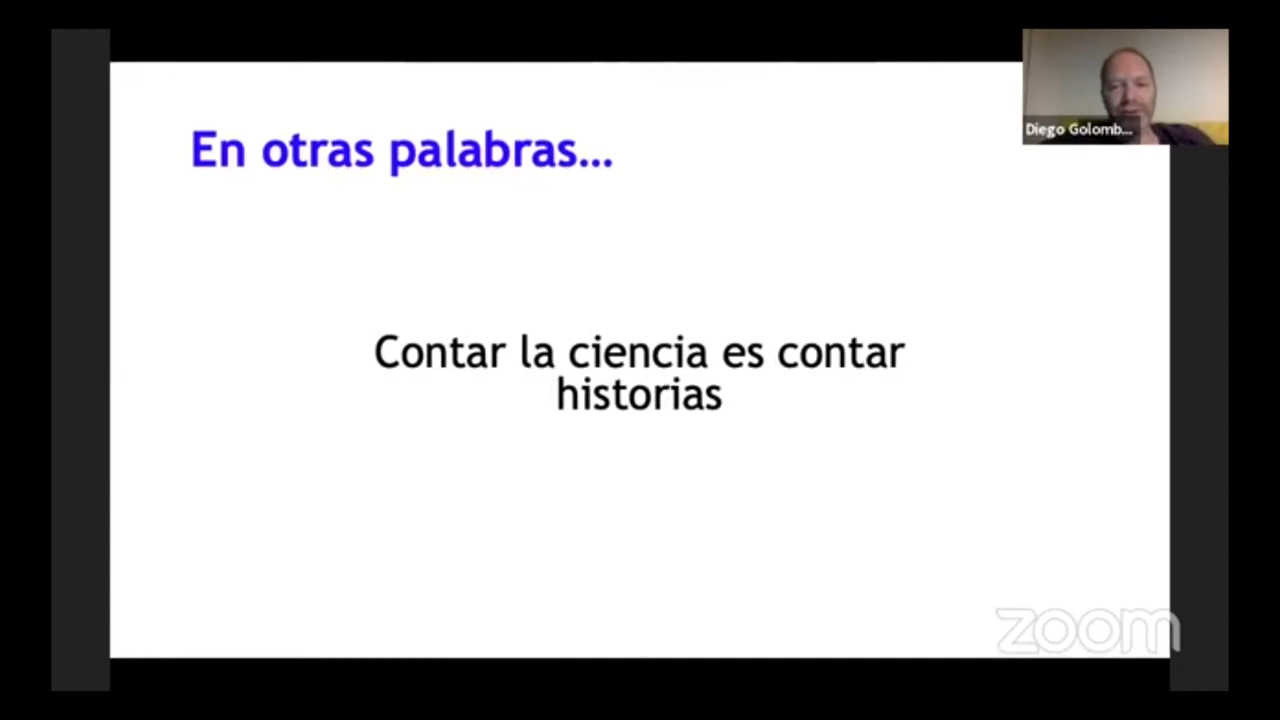 En otras palabras...
Diego Golomb...
Contar la ciencia es contar
historias
zoom